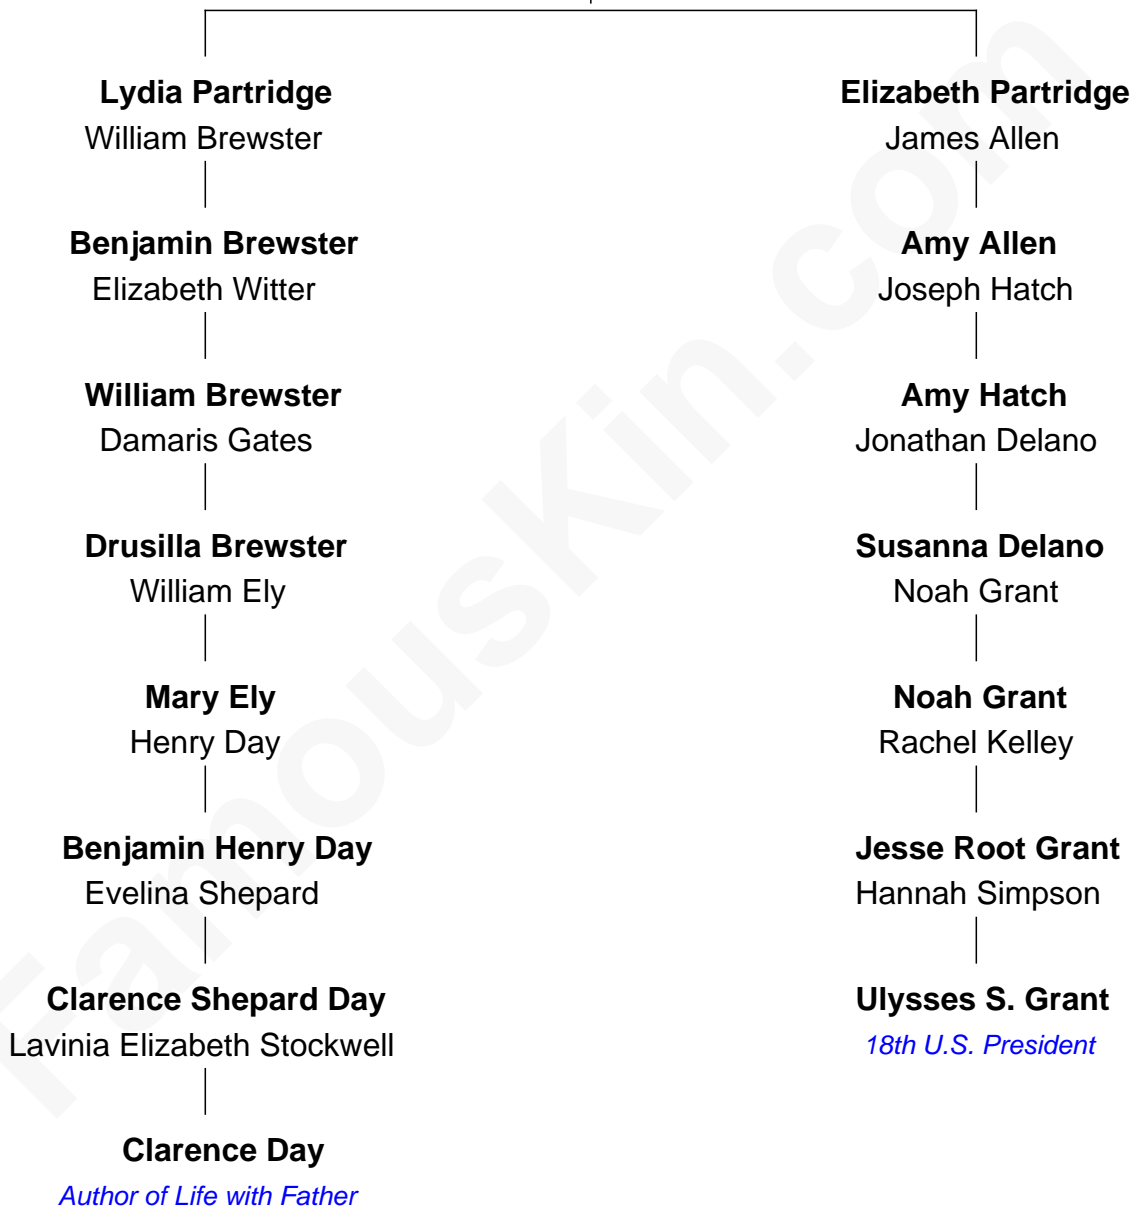 Lydia Partridge
William Brewster
Benjamin Brewster
Elizabeth Witter
William Brewster
Damaris Gates
Drusilla Brewster
William Ely
Mary Ely
Henry Day
Benjamin Henry Day
Evelina Shepard
Clarence Shepard Day
Lavinia Elizabeth Stockwell
Clarence Day
Author of Life with Father
Elizabeth Partridge
James Allen
Amy Allen
Joseph Hatch
Amy Hatch
Jonathan Delano
Susanna Delano
Noah Grant
Noah Grant
Rachel Kelley
Jesse Root Grant
Hannah Simpson
Ulysses S. Grant
18th U.S. President
FamousKin.com